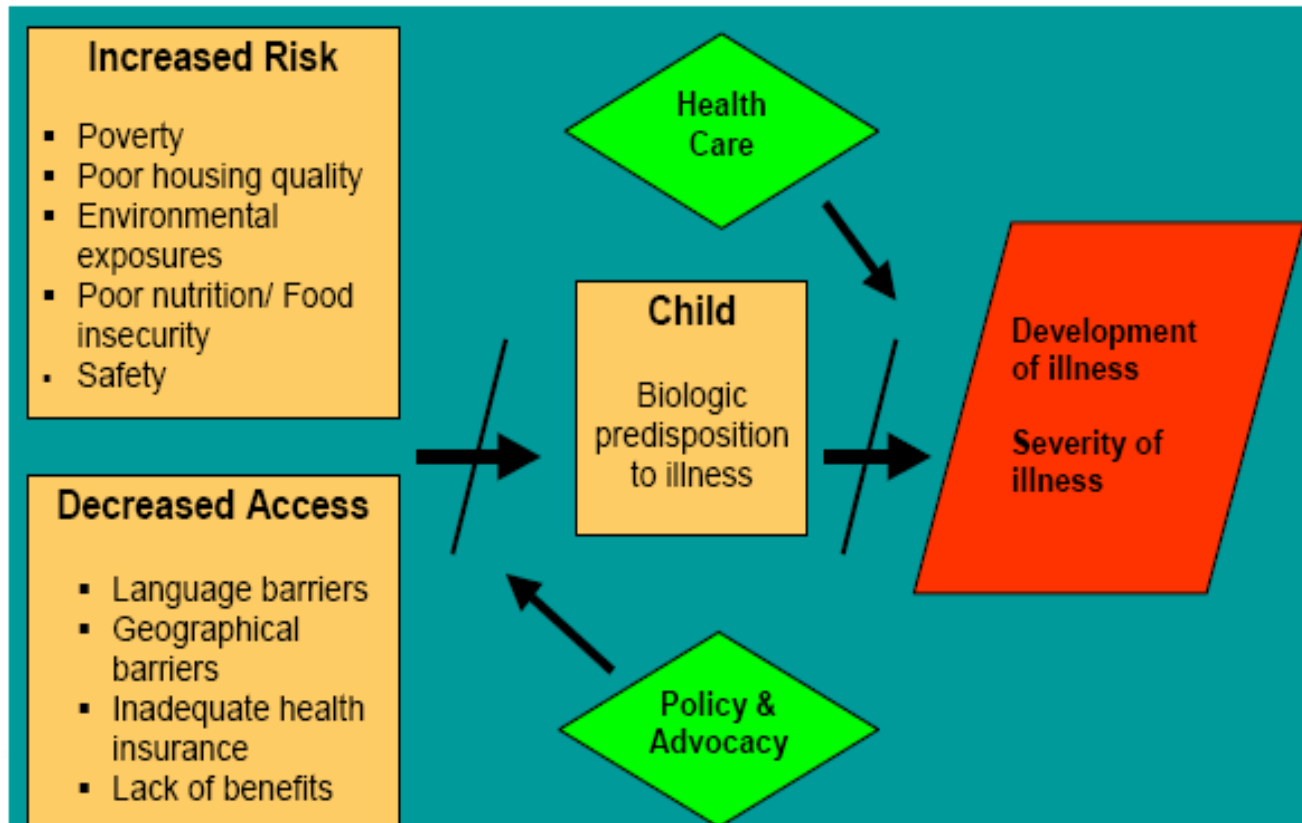 Increased Risk
▪ Poverty
▪ Poor housing quality
▪ Environmental
exposures
▪ Poor nutrition/ Food
insecurity
▪ Safety
Decreased Access
▪ Language barriers
▪ Geographical
barriers
▪ Inadequate health
insurance
▪ Lack of benefits
Health
Care
Child
Biologic
predisposition
to illness
Policy &
Advocacy
Development
of illness
Severity of
illness